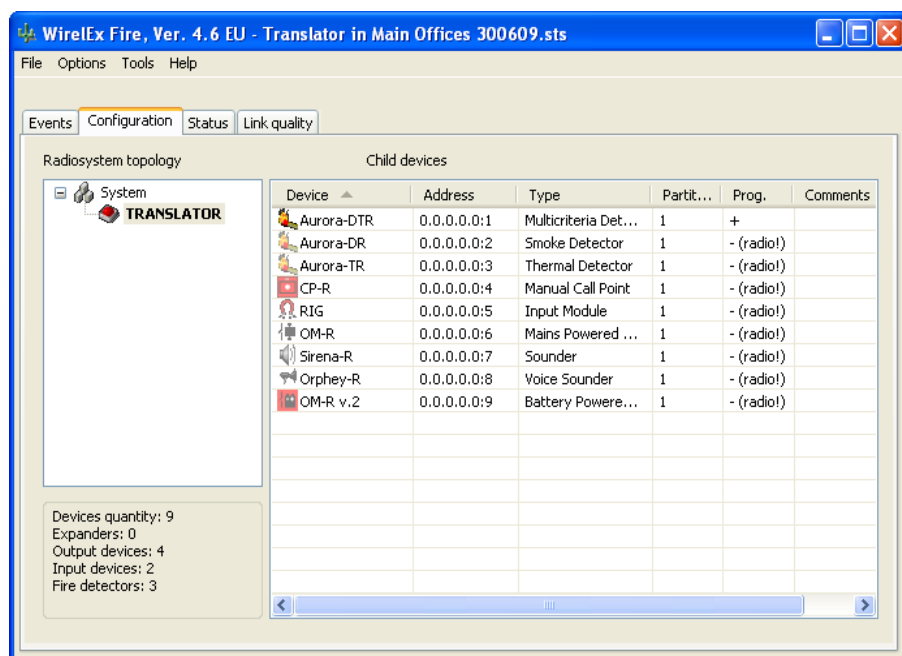 WirelEx Fire, Ver. 4.6 EU - Translator in Main Offices 300609.sts
File Options Tools Help
Events Configuration Status Link quality
Radiosystem topology Child devices
System
TRANSLATOR
Device Address Type Partit... Prog. Comments
Aurora-DTR 0.0.0.0.0:1 Multicriteria Det... 1 +
Aurora-DR 0.0.0.0.0:2 Smoke Detector 1 - (radio!)
Aurora-TR 0.0.0.0.0:3 Thermal Detector 1 - (radio!)
CP-R 0.0.0.0.0:4 Manual Call Point 1 - (radio!)
RIG 0.0.0.0.0:5 Input Module 1 - (radio!)
OM-R 0.0.0.0.0:6 Mains Powered ... 1 - (radio!)
Sirena-R 0.0.0.0.0:7 Sounder 1 - (radio!)
Orphey-R 0.0.0.0.0:8 Voice Sounder 1 - (radio!)
OM-R v.2 0.0.0.0.0:9 Battery Powere... 1 - (radio!)
Devices quantity: 9
Expanders: 0
Output devices: 4
Input devices: 2
Fire detectors: 3